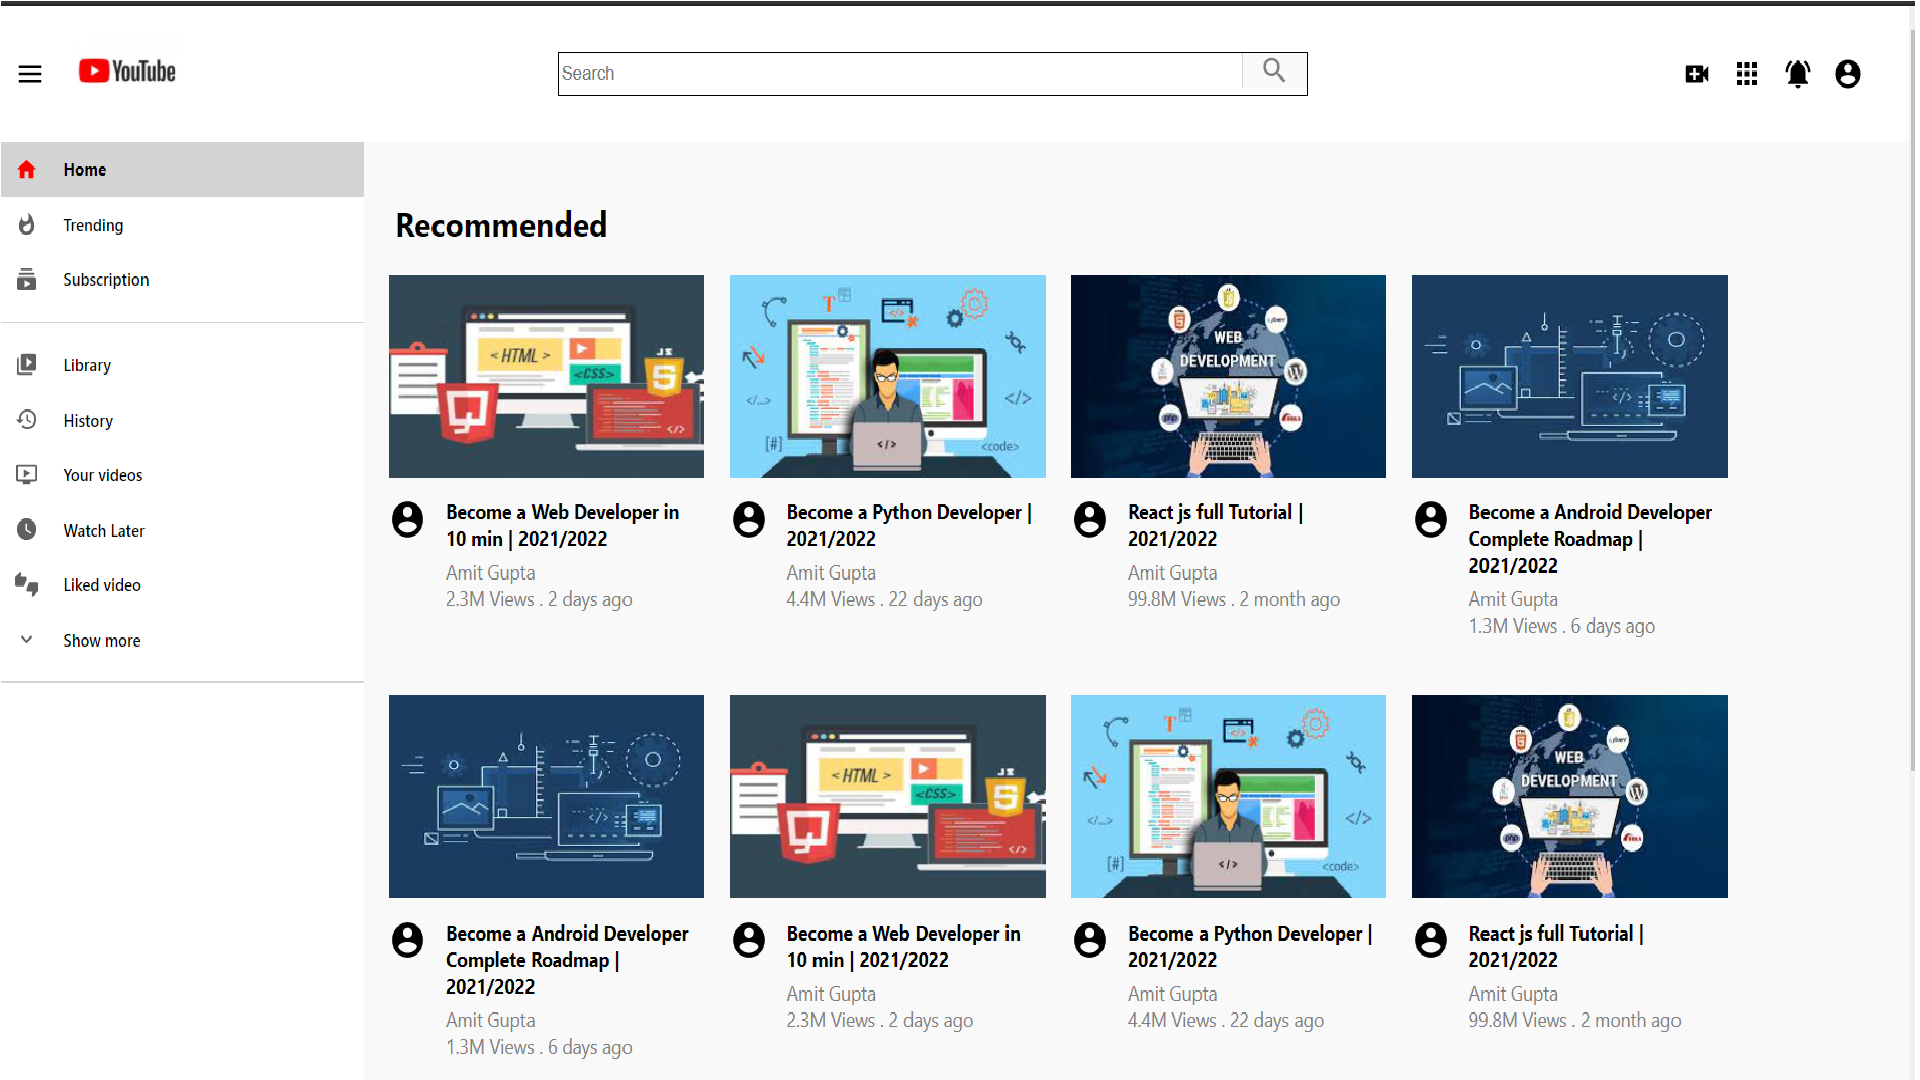 YouTube
Search
Home
Trending
Subscription
Library
History
Your videos
Watch Later
Liked video
Show more
Recommended
< HTML >
<CSS>
JS
5
</>
T
</>
</...>
</>
[#]
</>
<code>
WEB
DEVELOPMENT
php
</>
Become a Web Developer in
10 min | 2021/2022
Amit Gupta
2.3M Views . 2 days ago
Become a Python Developer |
2021/2022
Amit Gupta
4.4M Views . 22 days ago
React js full Tutorial |
2021/2022
Amit Gupta
99.8M Views . 2 month ago
Become a Android Developer
Complete Roadmap |
2021/2022
Amit Gupta
1.3M Views . 6 days ago
</>
< HTML >
<CSS>
JS
5
</>
T
</>
</...>
</>
[#]
</>
<code>
WEB
DEVELOPMENT
php
Become a Android Developer
Complete Roadmap |
2021/2022
Amit Gupta
1.3M Views . 6 days ago
Become a Web Developer in
10 min | 2021/2022
Amit Gupta
2.3M Views . 2 days ago
Become a Python Developer |
2021/2022
Amit Gupta
4.4M Views . 22 days ago
React js full Tutorial |
2021/2022
Amit Gupta
99.8M Views . 2 month ago